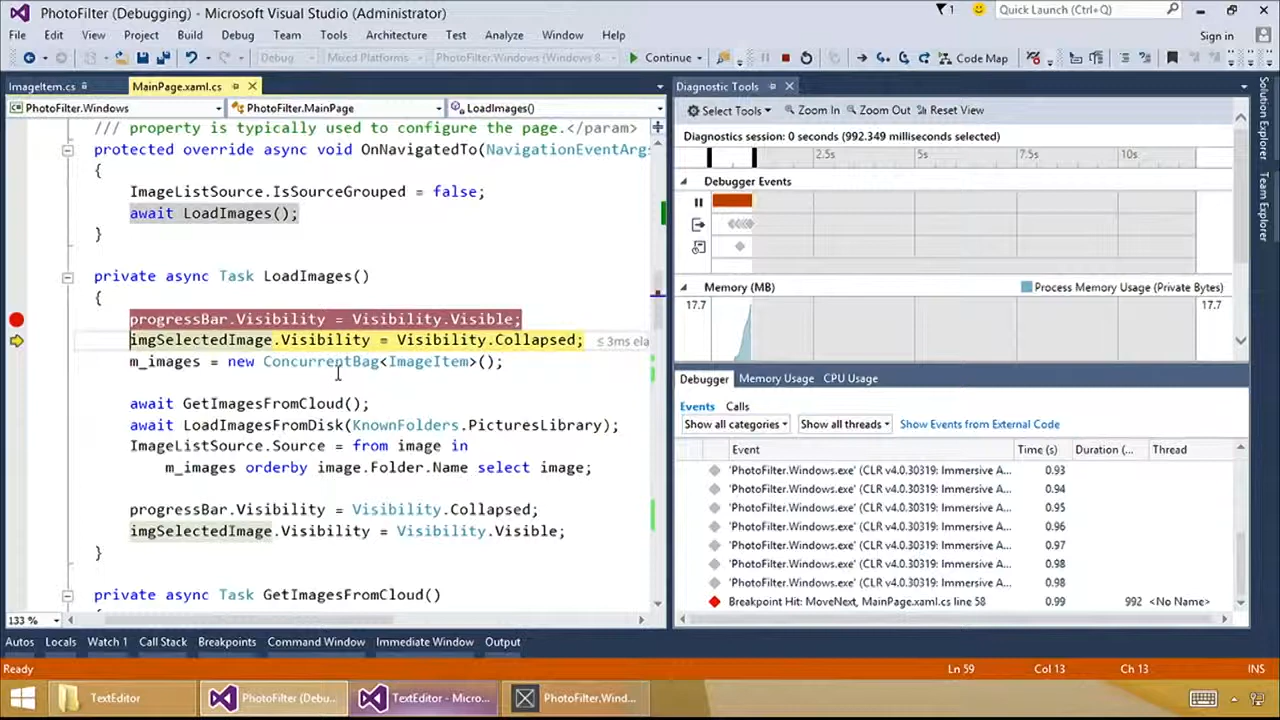 PhotoFilter (Debugging) - Microsoft Visual Studio (Administrator)
1
Quick Launch (Ctrl+Q)
File Edit View Project Build Debug Team Tools Architecture Test Analyze Window Help
Sign in
Debug Mixed Platforms PhotoFilter.Windows (Windows 8. Continue Code Map
ImageItem.cs MainPage.xaml.cs
PhotoFilter.Windows PhotoFilter.MainPage LoadImages()
/// property is typically used to configure the page.</param>
protected override async void OnNavigatedTo(NavigationEventArgs
{
ImageListSource.IsSourceGrouped = false;
await LoadImages();
}
private async Task LoadImages()
{
progressBar.Visibility = Visibility.Visible;
imgSelectedImage.Visibility = Visibility.Collapsed; ≤ 3ms ela
m_images = new ConcurrentBag<ImageItem>();
await GetImagesFromCloud();
await LoadImagesFromDisk(KnownFolders.PicturesLibrary);
ImageListSource.Source = from image in
m_images orderby image.Folder.Name select image;
progressBar.Visibility = Visibility.Collapsed;
imgSelectedImage.Visibility = Visibility.Visible;
}
private async Task GetImagesFromCloud()
133 %
Diagnostic Tools
Select Tools Zoom In Zoom Out Reset View
Diagnostics session: 0 seconds (992.349 milliseconds selected)
2.5s 5s 7.5s 10s
Debugger Events
Memory (MB) Process Memory Usage (Private Bytes)
17.7 17.7
Debugger Memory Usage CPU Usage
Events Calls
Show all categories Show all threads Show Events from External Code
Event Time (s) Duration (... Thread
'PhotoFilter.Windows.exe' (CLR v4.0.30319: Immersive A... 0.93
'PhotoFilter.Windows.exe' (CLR v4.0.30319: Immersive A... 0.94
'PhotoFilter.Windows.exe' (CLR v4.0.30319: Immersive A... 0.95
'PhotoFilter.Windows.exe' (CLR v4.0.30319: Immersive A... 0.96
'PhotoFilter.Windows.exe' (CLR v4.0.30319: Immersive A... 0.97
'PhotoFilter.Windows.exe' (CLR v4.0.30319: Immersive A... 0.98
'PhotoFilter.Windows.exe' (CLR v4.0.30319: Immersive A... 0.98
Breakpoint Hit: MoveNext, MainPage.xaml.cs line 58 0.99 992 <No Name>
Solution Explorer
Team Explorer
Autos Locals Watch 1 Call Stack Breakpoints Command Window Immediate Window Output
Ready Ln 59 Col 13 Ch 13 INS
TextEditor PhotoFilter (Debu... TextEditor - Micro... PhotoFilter.Wind...